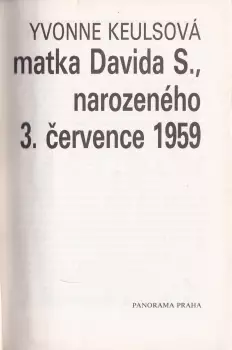 YVONNE KEULSOVÁ
matka Davida S.,
narozeného
3. července 1959
PANORAMA PRAHA